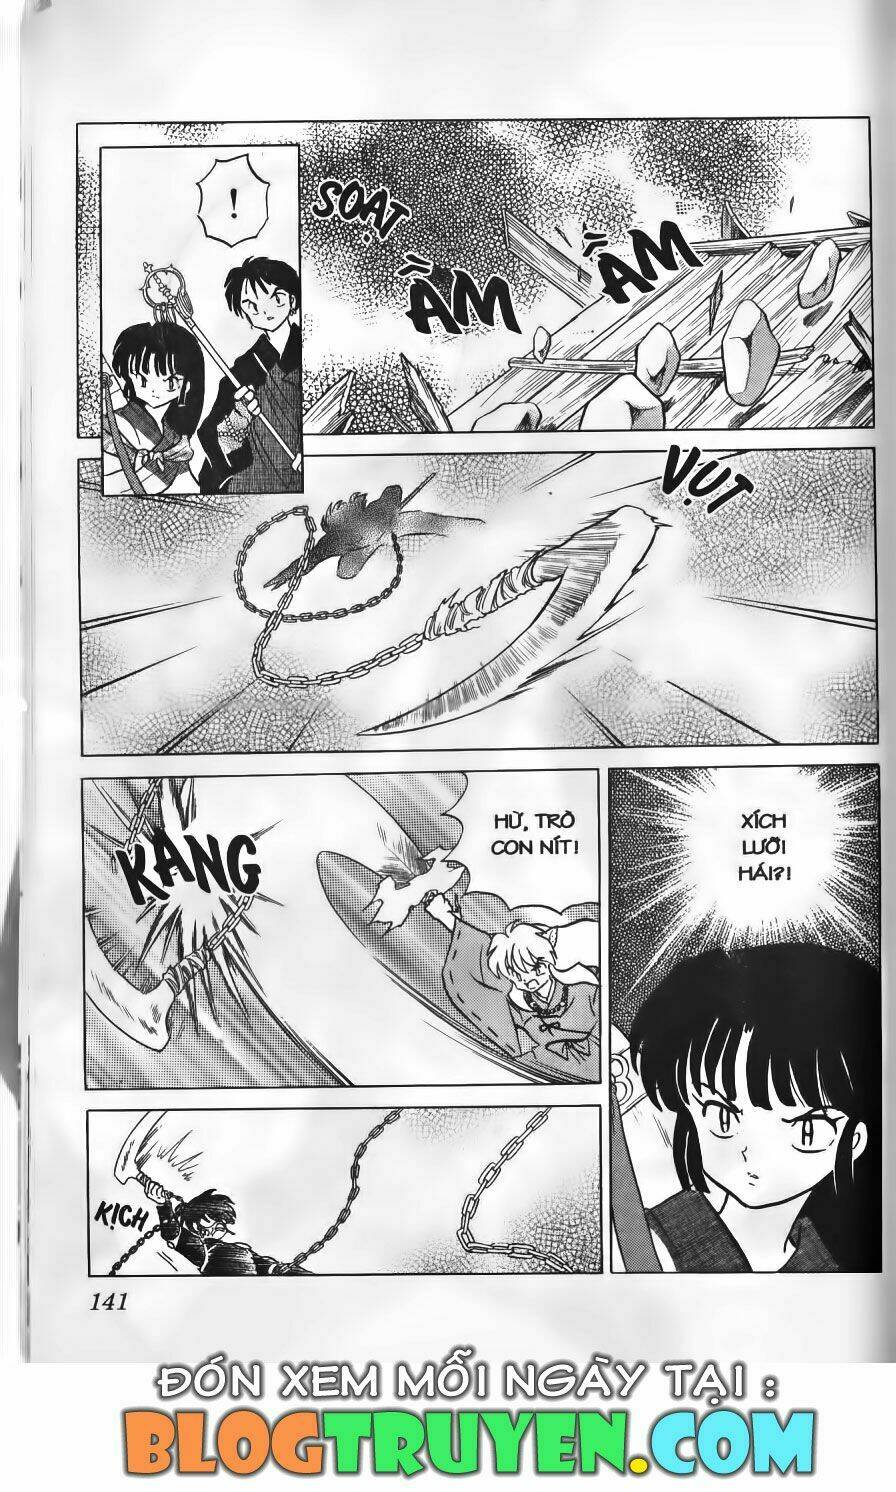 !
SOẠT
ẦM
ẦM
VỤT
XÍCH
LƯỠI
HÁI?!
HỪ, TRÒ
CON NÍT!
KANG
KỊCH
141
ĐÓN XEM MỖI NGÀY TẠI :
BLOGTRUYEN.COM